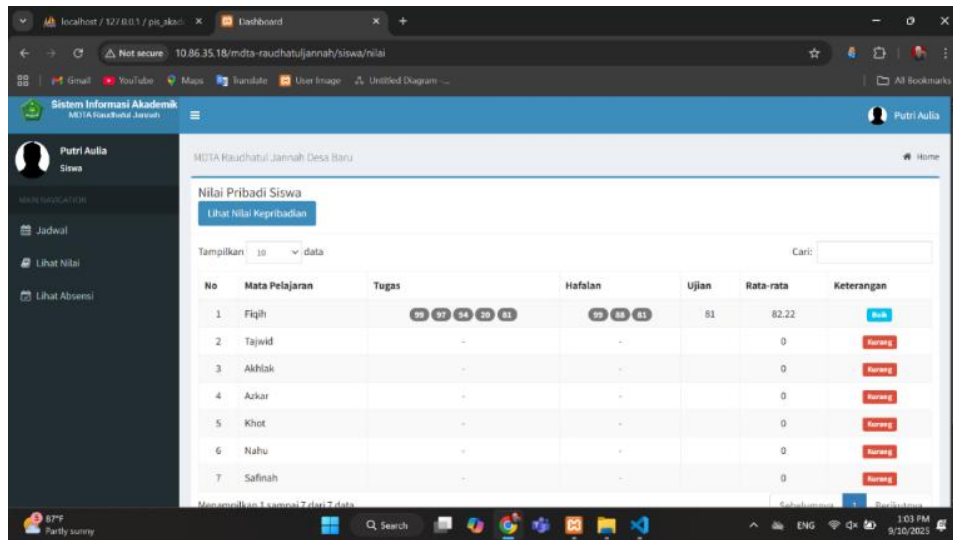 localhost / 127.0.0.1 / pis_akad
Dashboard
Not secure 10.86.35.18/mdta-raudhatuljannah/siswa/nilai
Gmail YouTube Maps Translate User Image Untitled Diagram -... All Bookmarks
Sistem Informasi Akademik
MDTA Raudhatul Jannah
Putri Aulia
Putri Aulia
Siswa
MDTA Raudhatul Jannah Desa Baru
Home
MAIN NAVIGATION
Jadwal
Lihat Nilai
Lihat Absensi
Nilai Pribadi Siswa
Lihat Nilai Kepribadian
Tampilkan 10 data Cari:
No Mata Pelajaran Tugas Hafalan Ujian Rata-rata Keterangan
1 Fiqih 99 97 54 20 81 99 88 81 81 82.22 Baik
2 Tajwid - - 0 Kurang
3 Akhlak - - 0 Kurang
4 Azkar - - 0 Kurang
5 Khot - - 0 Kurang
6 Nahu - - 0 Kurang
7 Safinah - - 0 Kurang
Menampilkan 1 sampai 7 dari 7 data Sebelumnya 1 Berikutnya
87°F
Partly sunny
Search
ENG
1:03 PM
9/10/2025